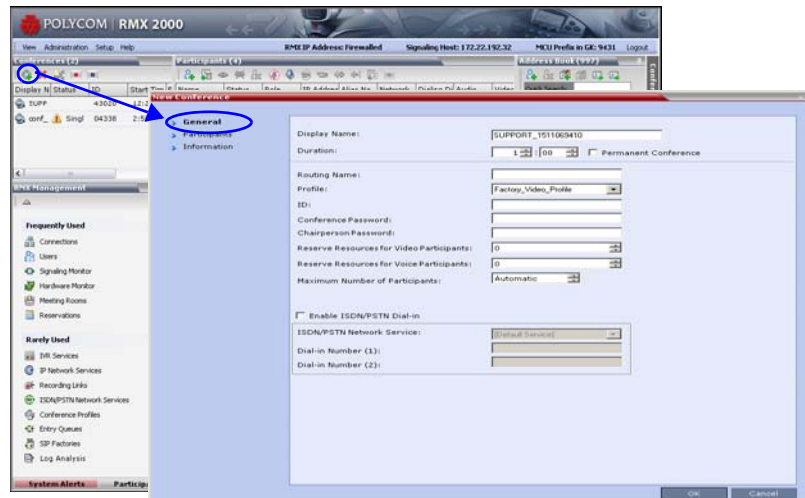 POLYCOM | RMX 2000
View Administration Setup Help RMX IP Address: Firewalled Signaling Host: 172.22.192.32 MCU Prefix in GK: 9431 Logout
Conferences (2) Participants (4) Address Book (997)
Display N Status ID Start Tim Name Status Role IP Address Alias Na Network Dialing Di Audio Video
SUPP 43020
conf_ Singl 04338
New Conference
General
Participants
Information
Display Name: SUPPORT_1511069410
Duration: 1 : 00 Permanent Conference
Routing Name:
Profile: Factory_Video_Profile
ID:
Conference Password:
Chairperson Password:
Reserve Resources for Video Participants: 0
Reserve Resources for Voice Participants: 0
Maximum Number of Participants: Automatic
Enable ISDN/PSTN Dial-in
ISDN/PSTN Network Service: [Default Service]
Dial-in Number (1):
Dial-in Number (2):
OK Cancel
RMX Management
Frequently Used
Connections
Users
Signaling Monitor
Hardware Monitor
Meeting Rooms
Reservations
Rarely Used
IVR Services
IP Network Services
Recording Links
ISDN/PSTN Network Services
Conference Profiles
Entry Queues
SIP Factories
Log Analysis
System Alerts Particip